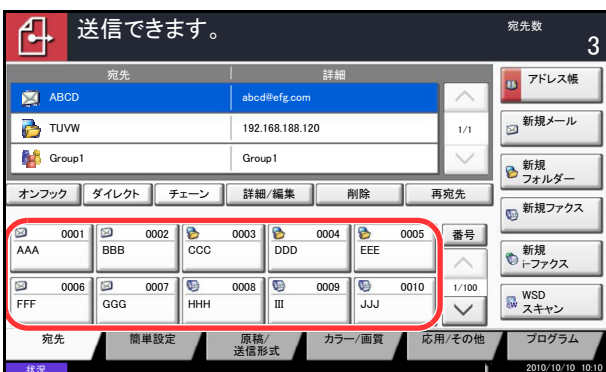 送信できます。
宛先数
3
宛先 詳細
ABCD abcd@efg.com
TUVW 192.168.188.120
Group1 Group1
1/1
アドレス帳
新規メール
新規
フォルダー
新規ファクス
新規
i-ファクス
WSD
スキャン
オンフック ダイレクト チェーン 詳細/編集 削除 再宛先
0001 0002 0003 0004 0005
AAA BBB CCC DDD EEE
0006 0007 0008 0009 0010
FFF GGG HHH III JJJ
番号
1/100
宛先 簡単設定 原稿/
送信形式 カラー/画質 応用/その他 プログラム
状況 2010/10/10 10:10